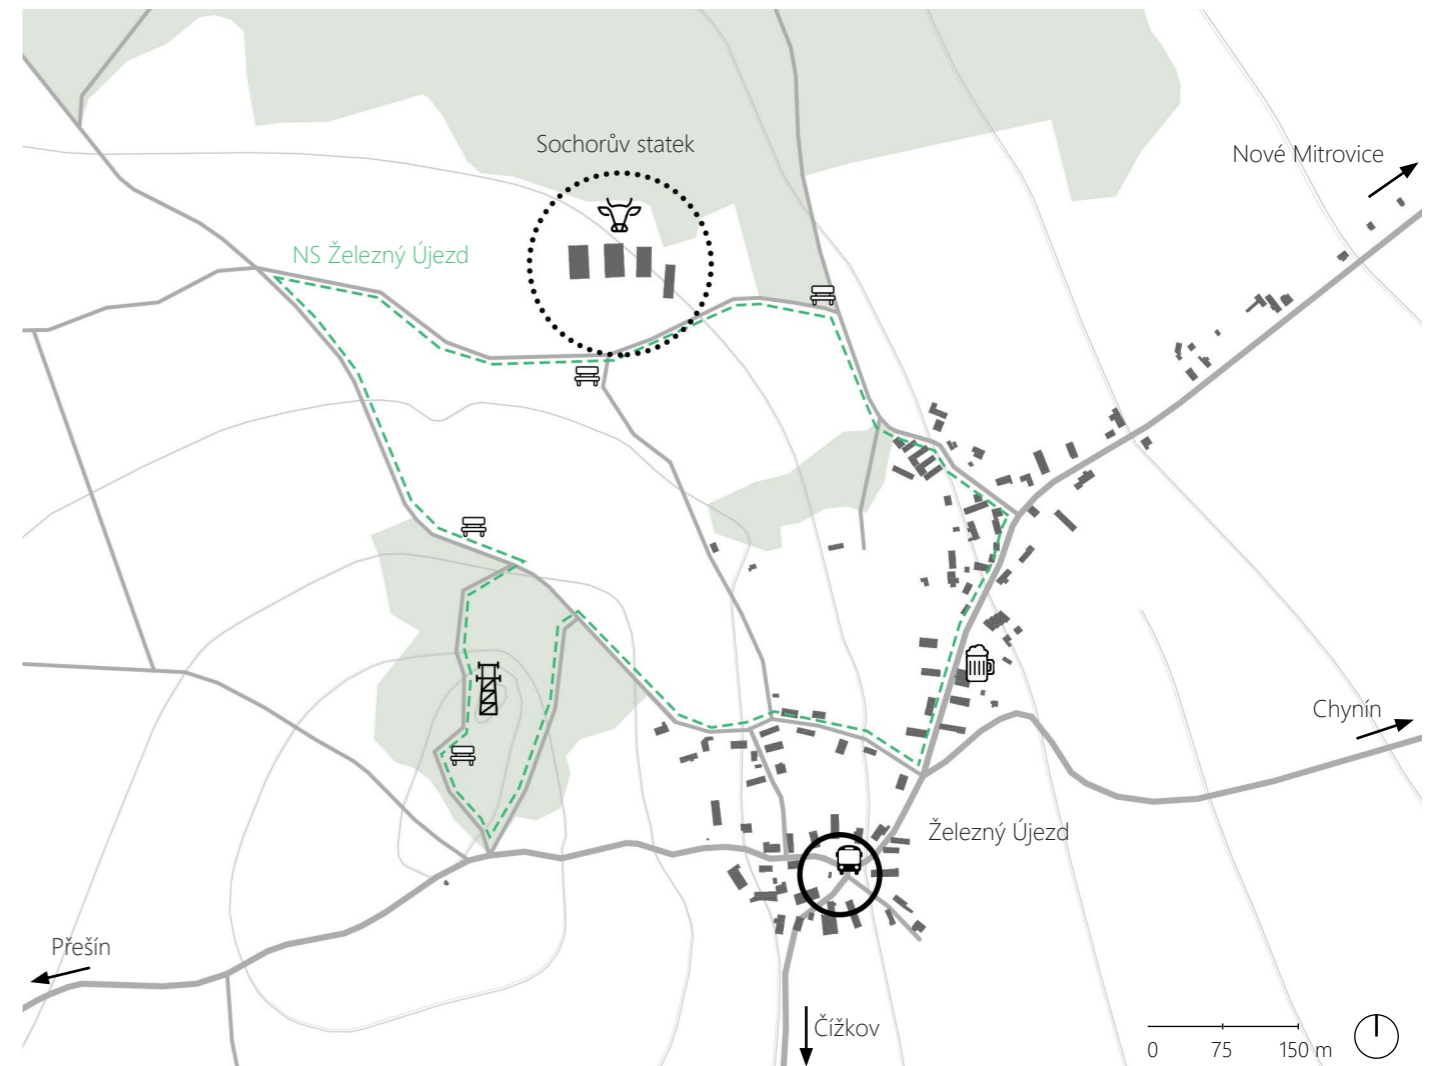 Sochorův statek
Nové Mitrovice
NS Železný Újezd
Chynín
Železný Újezd
Přešín
Čížkov
0 75 150 m